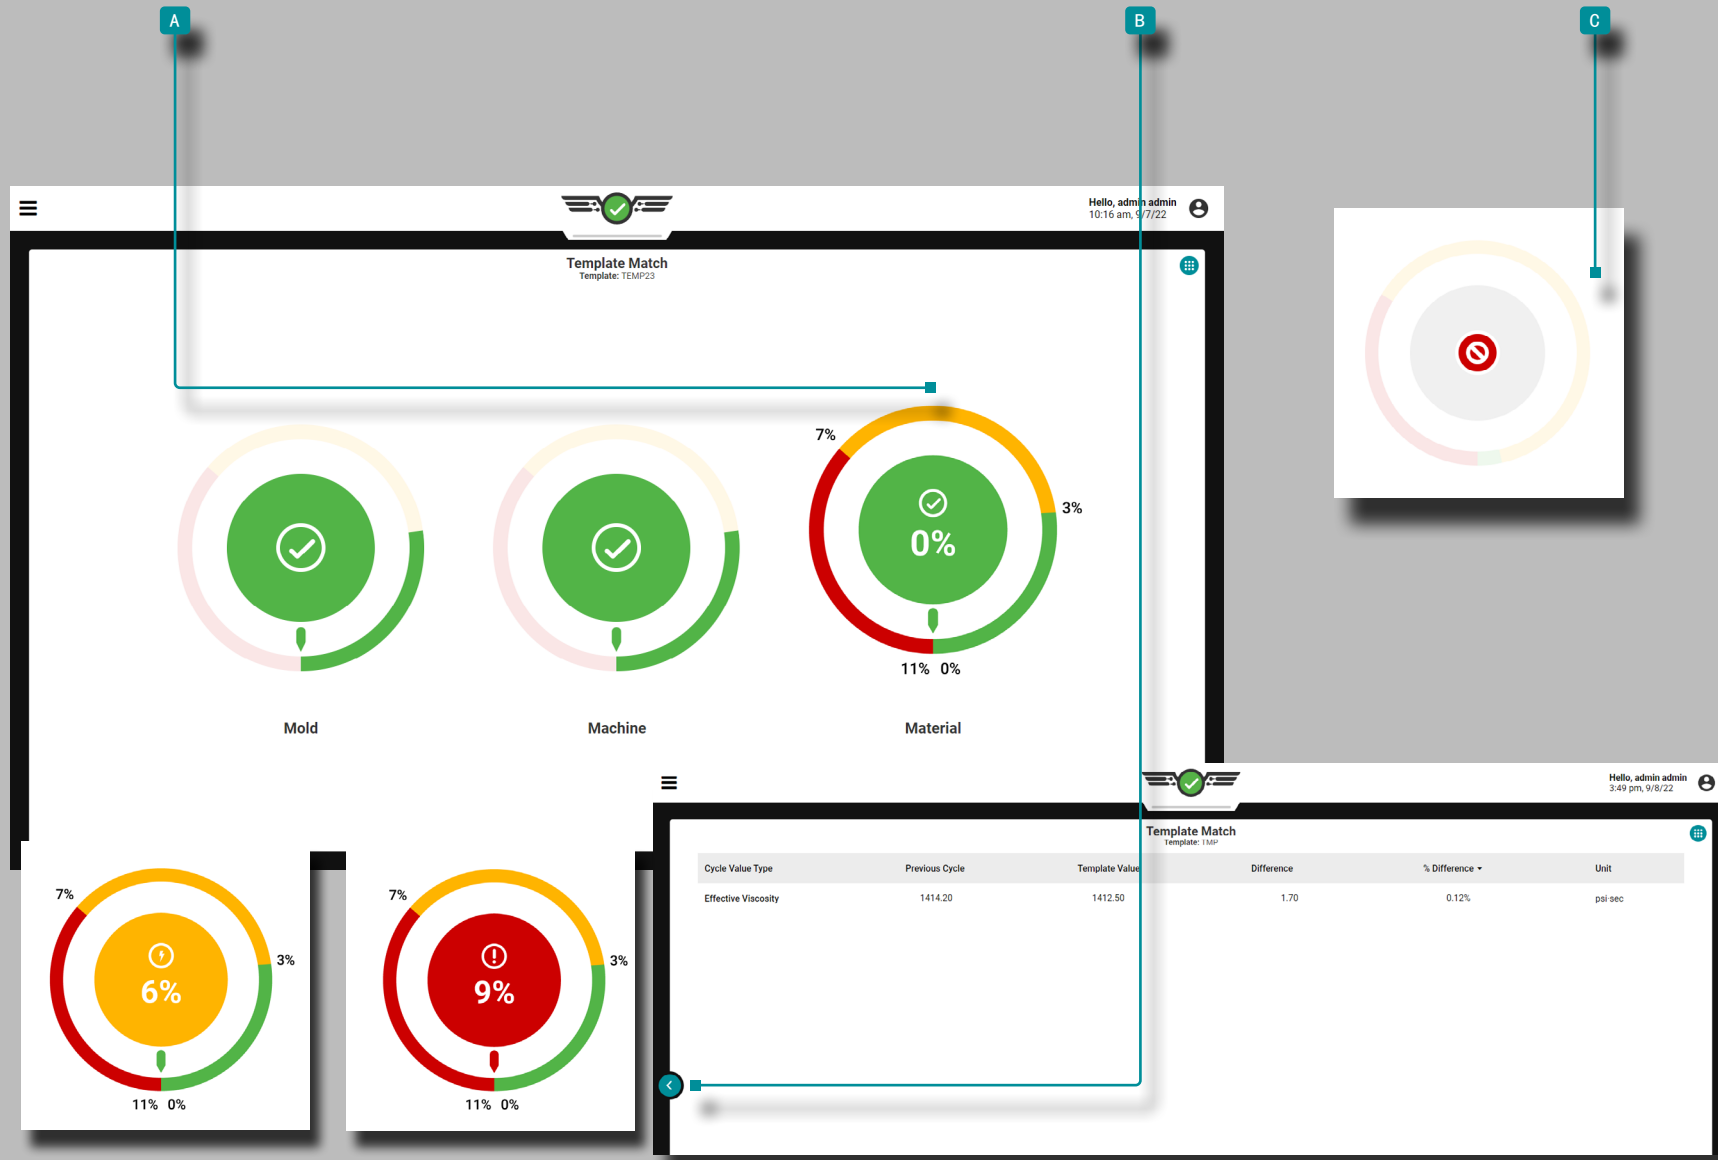 A
B
C
Hello, admin admin
10:16 am, 9/7/22
Template Match
Template: TEMP23
7%
3%
0%
11% 0%
Mold
Machine
Material
Hello, admin admin
3:49 pm, 9/8/22
Template Match
Template: TMP
Cycle Value Type Previous Cycle Template Value Difference % Difference Unit
Effective Viscosity 1414.20 1412.50 1.70 0.12% psi-sec
7%
3%
6%
11% 0%
7%
3%
9%
11% 0%